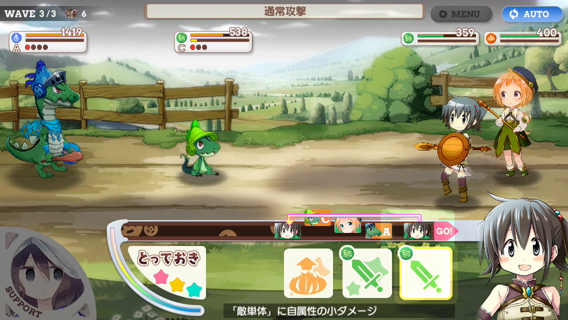 WAVE 3/3 6
通常攻撃
MENU
AUTO
1419
A
538
C
359
400
A
GO!
とっておき
SUPPORT
「敵単体」に自属性の小ダメージ